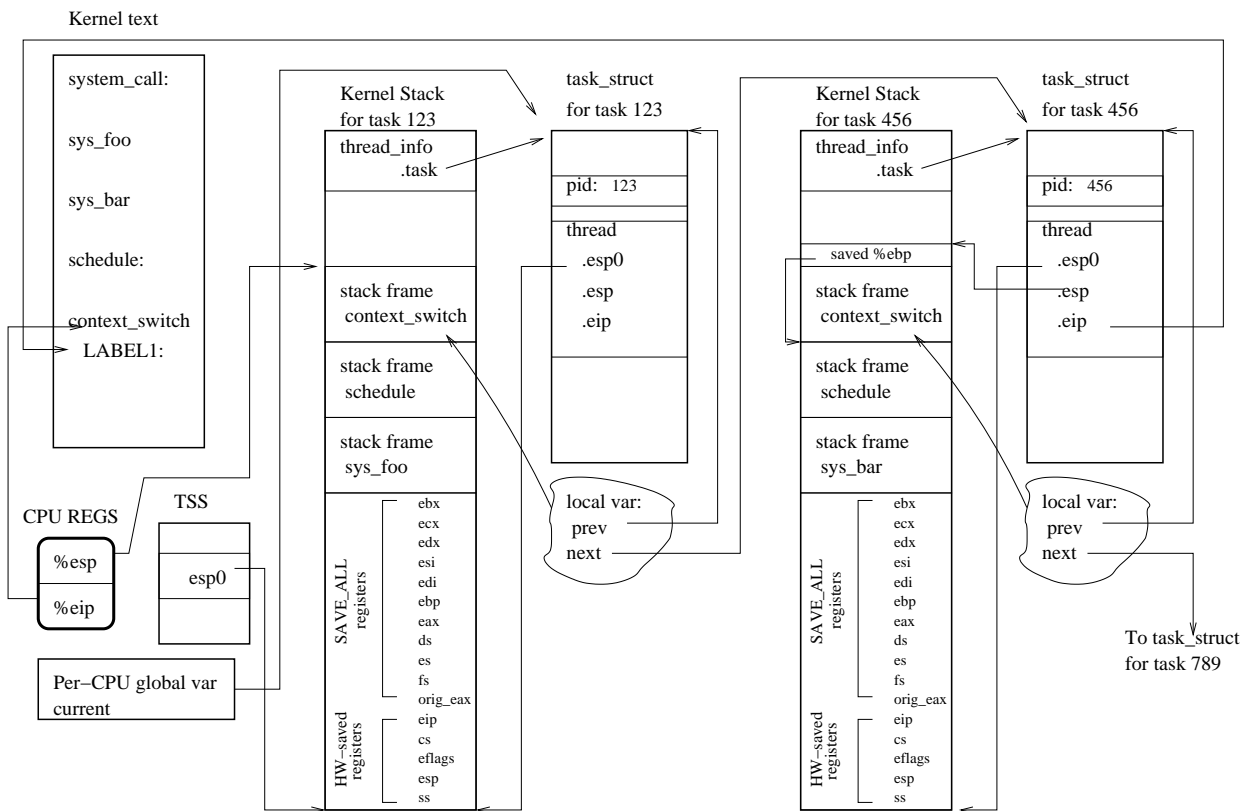 Kernel text
system_call:
sys_foo
sys_bar
schedule:
context_switch
LABEL1:
CPU REGS
%esp
%eip
TSS
esp0
Per−CPU global var
current
Kernel Stack
for task 123
thread_info
.task
stack frame
context_switch
stack frame
schedule
stack frame
sys_foo
SAVE_ALL
registers
ebx
ecx
edx
esi
edi
ebp
eax
ds
es
fs
orig_eax
HW−saved
registers
eip
cs
eflags
esp
ss
task_struct
for task 123
pid: 123
thread
.esp0
.esp
.eip
local var:
prev
next
Kernel Stack
for task 456
thread_info
.task
saved %ebp
stack frame
context_switch
stack frame
schedule
stack frame
sys_bar
SAVE_ALL
registers
ebx
ecx
edx
esi
edi
ebp
eax
ds
es
fs
orig_eax
HW−saved
registers
eip
cs
eflags
esp
ss
task_struct
for task 456
pid: 456
thread
.esp0
.esp
.eip
local var:
prev
next
To task_struct
for task 789